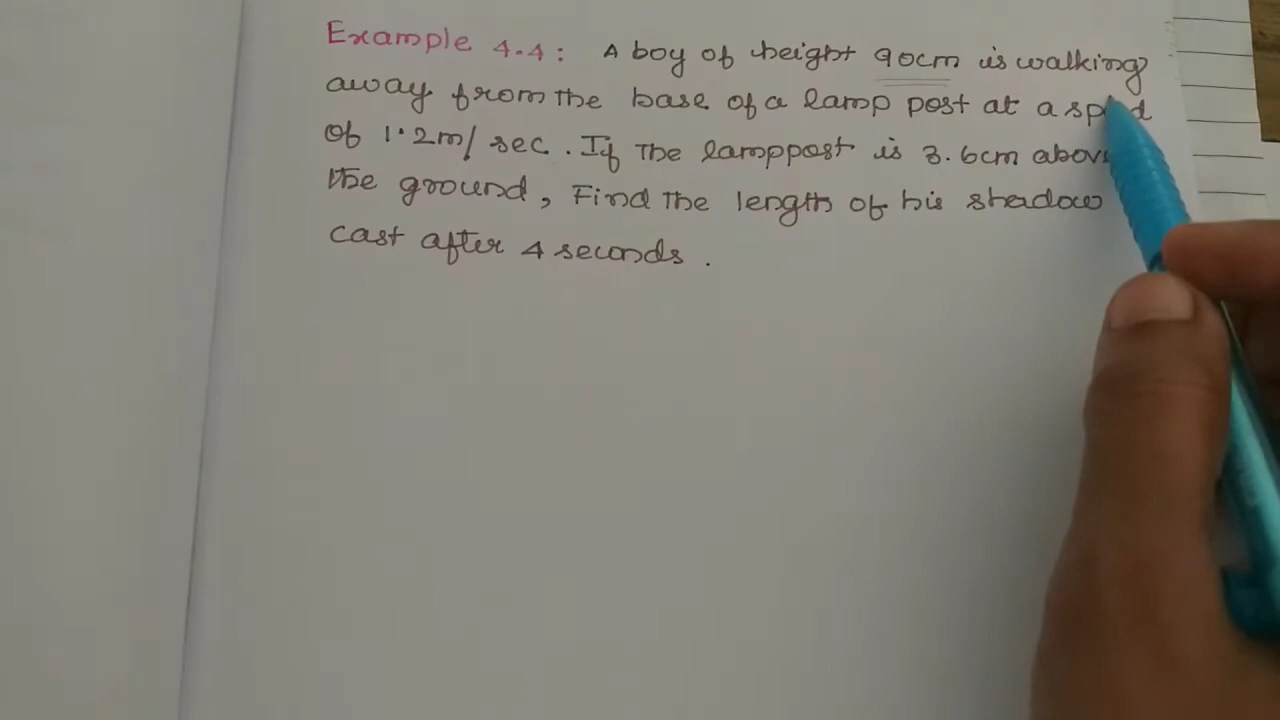 Example 4.4: A boy of height 90cm is walking
away from the base of a lamp post at a
of 1.2m/sec. If the lamppost is 3.6cm
the ground, Find the length of his shadow
cast after 4 seconds.